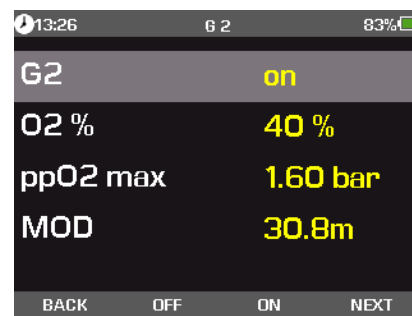 13:26 G2 83%
G2 on
O2 % 40 %
ppO2 max 1.60 bar
MOD 30.8m
BACK OFF ON NEXT